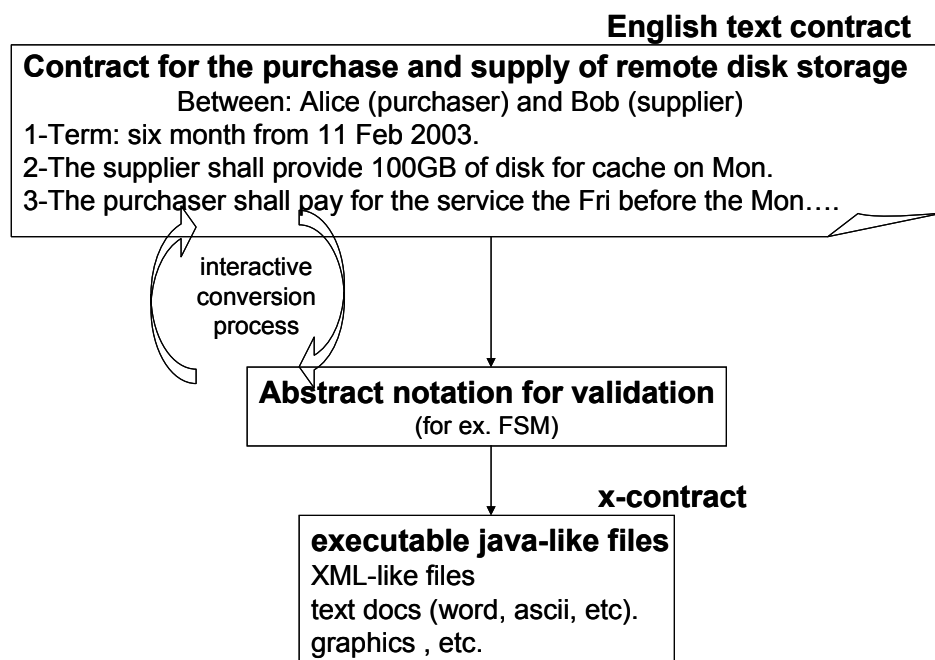 English text contract
Contract for the purchase and supply of remote disk storage
Between: Alice (purchaser) and Bob (supplier)
1-Term: six month from 11 Feb 2003.
2-The supplier shall provide 100GB of disk for cache on Mon.
3-The purchaser shall pay for the service the Fri before the Mon….
interactive
conversion
process
Abstract notation for validation
(for ex. FSM)
x-contract
executable java-like files
XML-like files
text docs (word, ascii, etc).
graphics , etc.